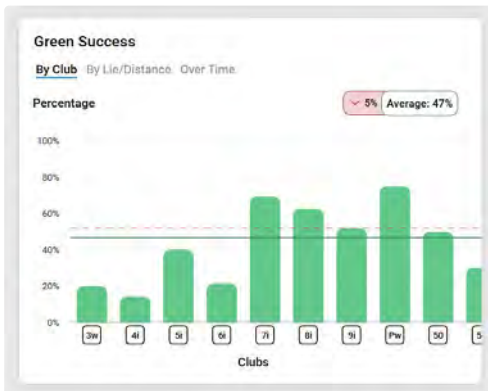 Green Success
By Club By Lie/Distance Over Time
Percentage
5% Average: 47%
100%
80%
60%
40%
20%
0%
3w 4i 5i 6i 7i 8i 9i Pw 50 5
Clubs